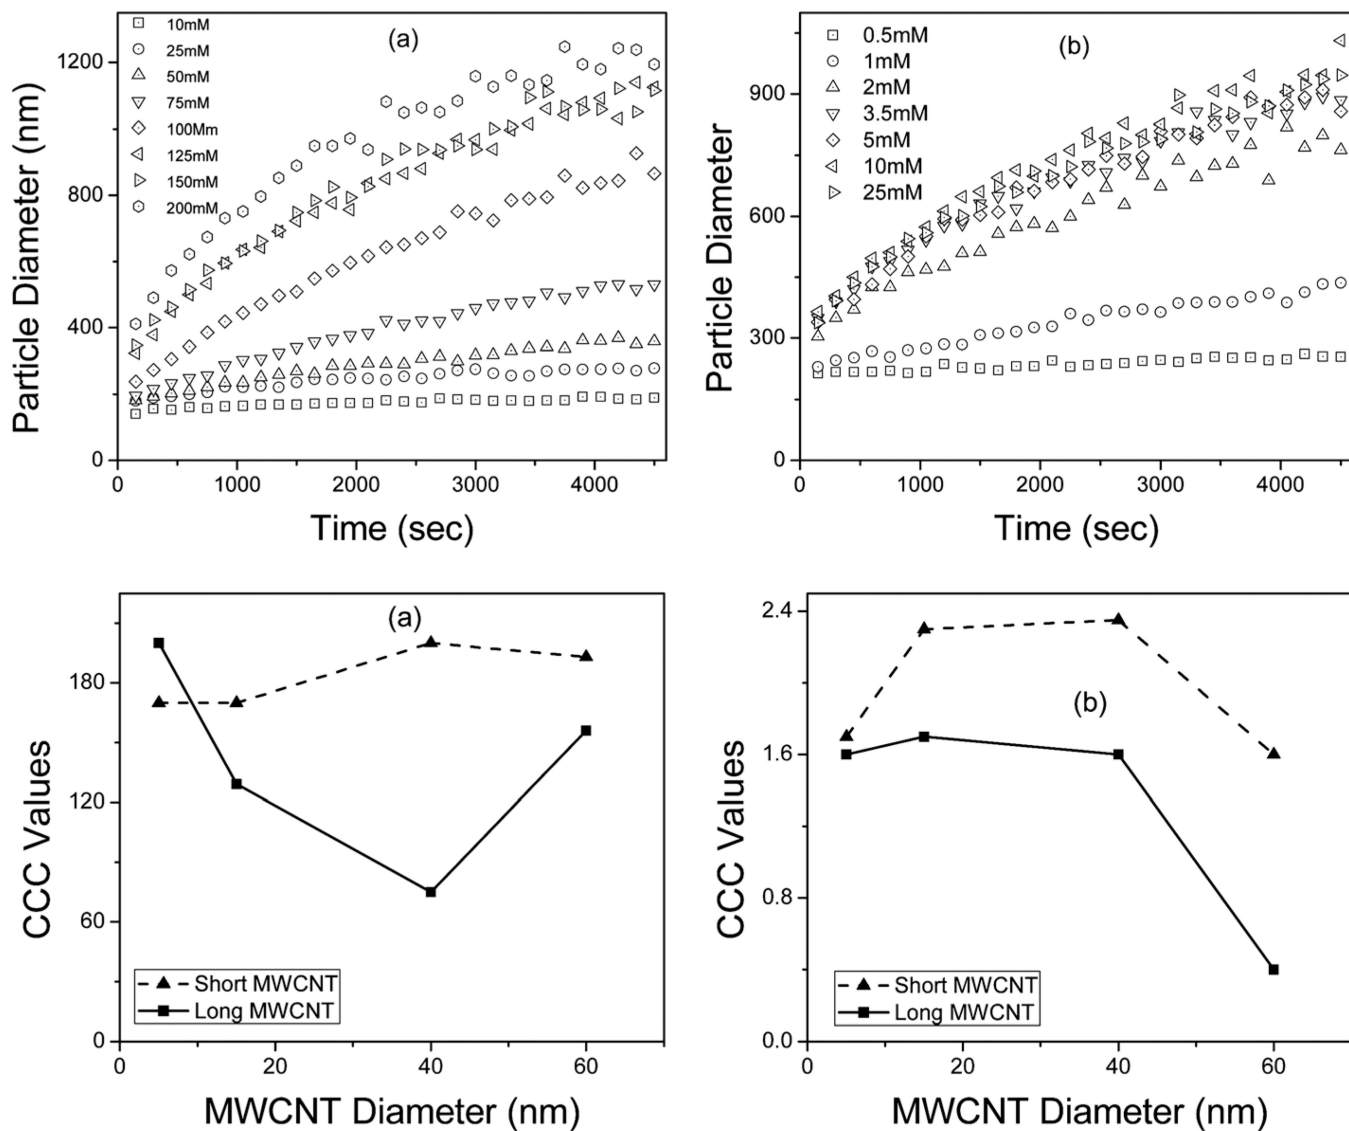 (a)
10mM
25mM
50mM
75mM
100Mm
125mM
150mM
200mM
1200
800
400
0
0
1000
2000
3000
4000
Particle Diameter (nm)
Time (sec)
(b)
0.5mM
1mM
2mM
3.5mM
5mM
10mM
25mM
900
600
300
0
0
1000
2000
3000
4000
Particle Diameter
Time (sec)
(a)
180
120
60
0
0
20
40
60
CCC Values
Short MWCNT
Long MWCNT
MWCNT Diameter (nm)
(b)
2.4
1.6
0.8
0.0
0
20
40
60
CCC Values
Short MWCNT
Long MWCNT
MWCNT Diameter (nm)